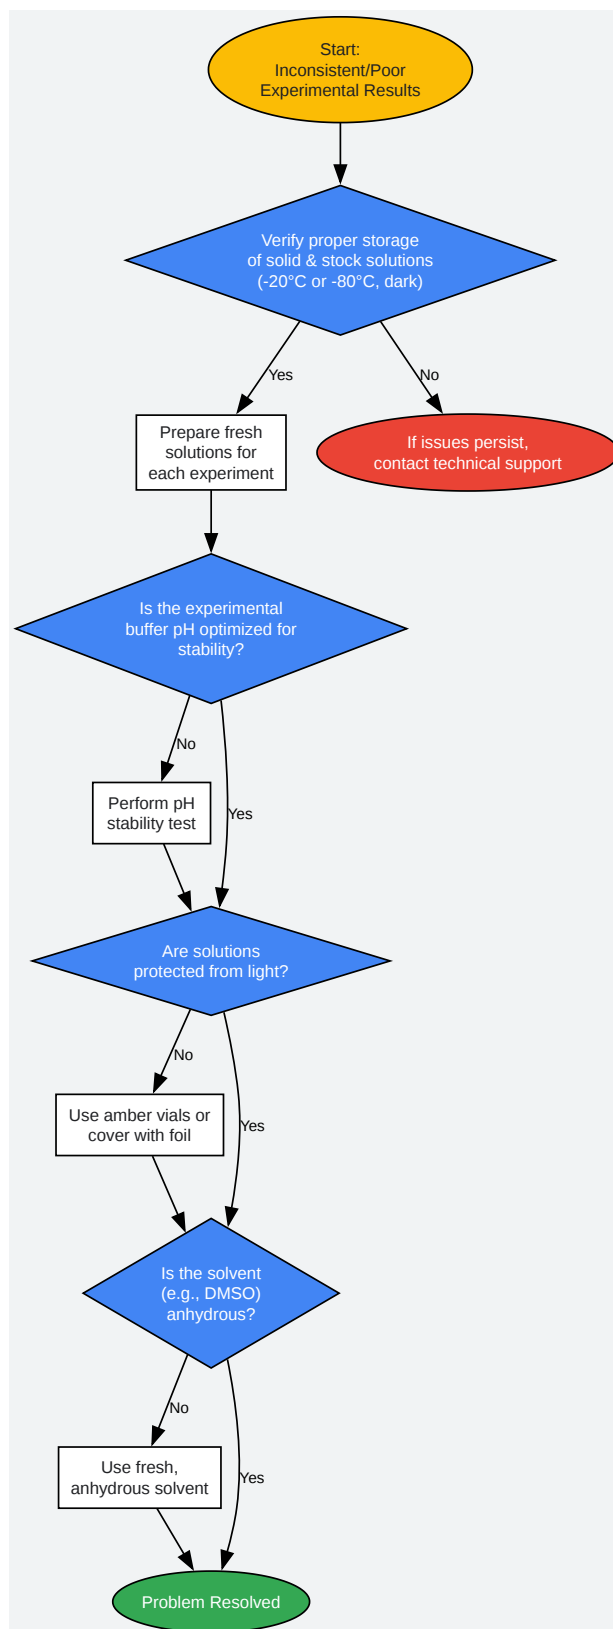 Start:
Inconsistent/Poor
Experimental Results
Verify proper storage
of solid & stock solutions
(-20°C or -80°C, dark)
Yes
No
Prepare fresh
solutions for
each experiment
If issues persist,
contact technical support
Is the experimental
buffer pH optimized for
stability?
No
Perform pH
stability test
Yes
Are solutions
protected from light?
No
Use amber vials or
cover with foil
Yes
Is the solvent
(e.g., DMSO)
anhydrous?
No
Use fresh,
anhydrous solvent
Yes
Problem Resolved